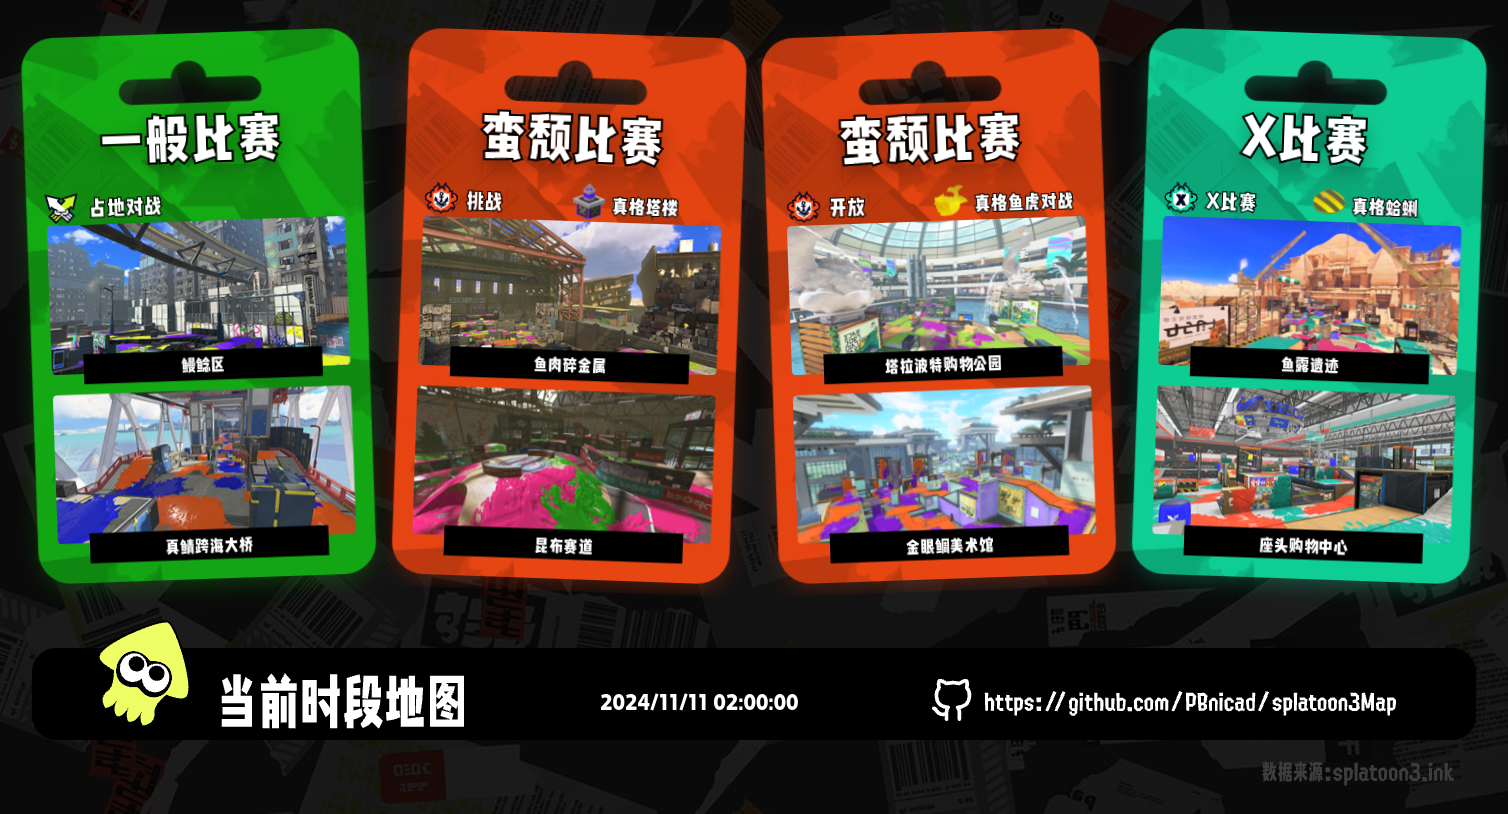 一般比赛
占地对战
鳗鲶区
真鲭跨海大桥
蛮颓比赛
挑战
真格塔楼
鱼肉碎金属
昆布赛道
蛮颓比赛
开放
真格鱼虎对战
塔拉波特购物公园
金眼鲷美术馆
X比赛
X比赛
真格蛤蜊
鱼露遗迹
座头购物中心
当前时段地图
2024/11/11 02:00:00
https://github.com/PBnicad/splatoon3Map
数据来源:splatoon3.ink